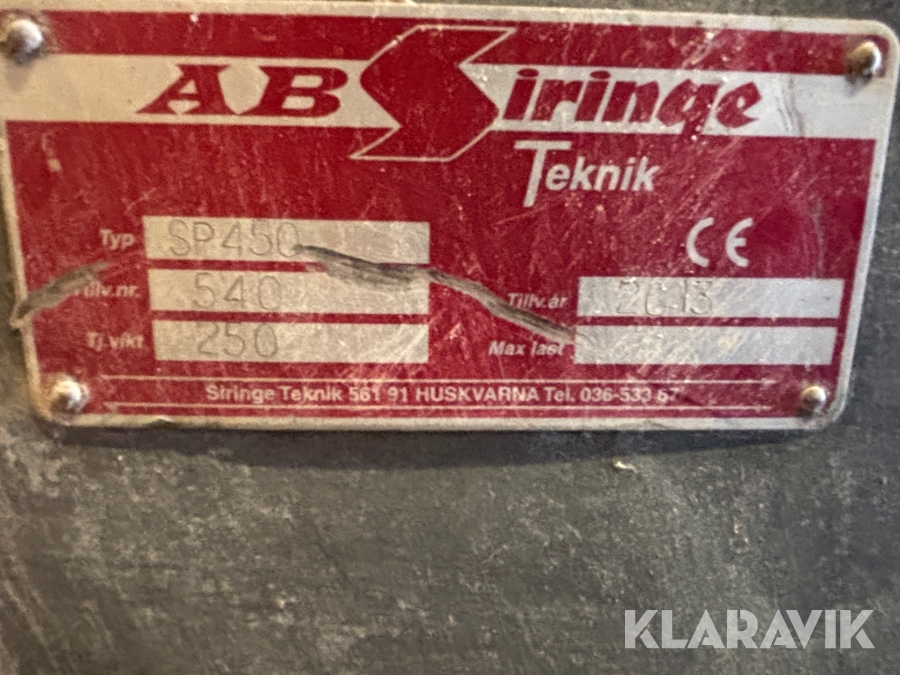 AB Siringe
Teknik
Typ SP450
CE
Tillv.nr. 540 Tillv.år 2013
Tj.vikt 250 Max last
Siringe Teknik 561 91 HUSKVARNA Tel. 036-533 67
KLARAVIK